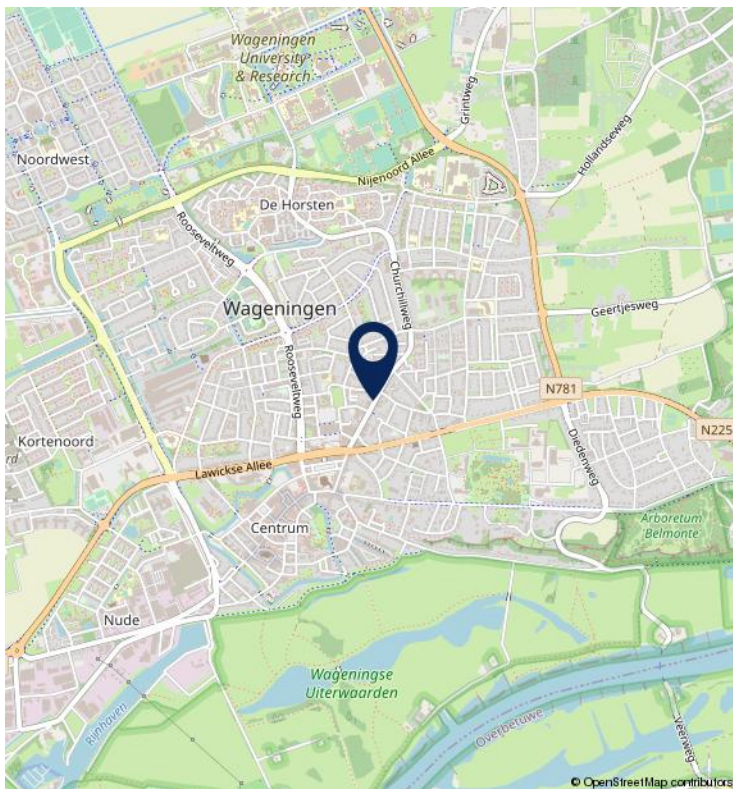 Wageningen
University
& Research
Grintweg
Hollandseweg
Noordwest
Nijenoord Allee
De Horsten
Rooseveltweg
Churchillweg
Wageningen
Geertjesweg
Rooseveltweg
N781
Kortenoord
N225
Diedenweg
Lawickse Allee
Arboretum
'Belmonte'
Centrum
Nude
Wageningse
Uiterwaarden
Rijnhaven
Overbetuwe
Veerweg
© OpenStreetMap contributors